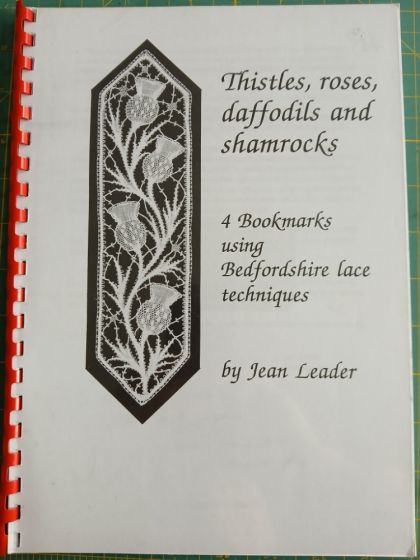 Thistles, roses,
daffodils and
shamrocks
4 Bookmarks
using
Bedfordshire lace
techniques
by Jean Leader